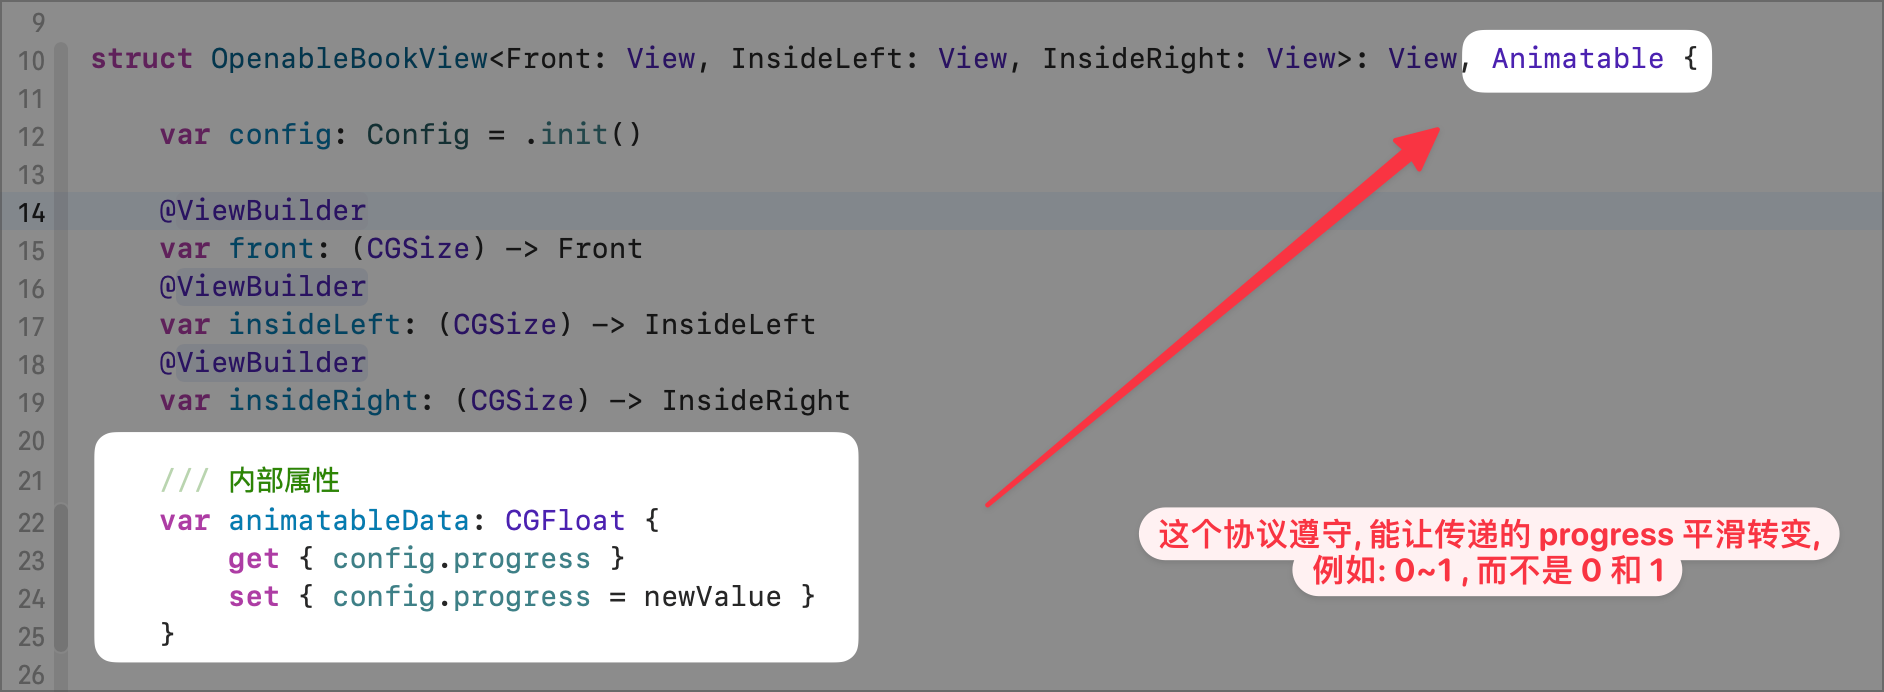 9
10 struct OpenableBookView<Front: View, InsideLeft: View, InsideRight: View>: View, Animatable {
11
12 var config: Config = .init()
13
14 @ViewBuilder
15 var front: (CGSize) -> Front
16 @ViewBuilder
17 var insideLeft: (CGSize) -> InsideLeft
18 @ViewBuilder
19 var insideRight: (CGSize) -> InsideRight
20
21 /// 内部属性
22 var animatableData: CGFloat {
23 get { config.progress }
24 set { config.progress = newValue }
25 }
26
这个协议遵守, 能让传递的 progress 平滑转变,
例如: 0~1 , 而不是 0 和 1